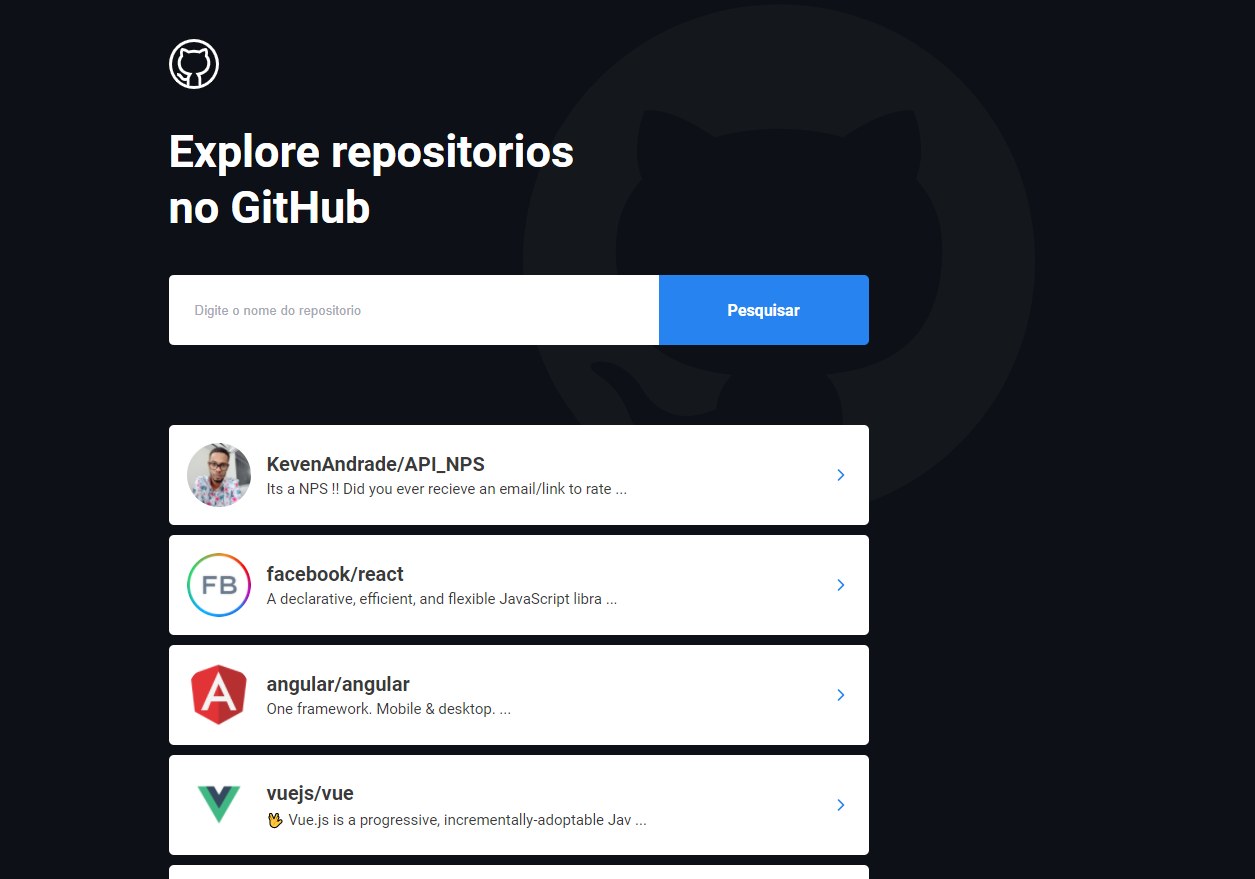 Explore repositorios
no GitHub
Digite o nome do repositorio
Pesquisar
KevenAndrade/API_NPS
Its a NPS !! Did you ever recieve an email/link to rate ...
FB
facebook/react
A declarative, efficient, and flexible JavaScript libra ...
A
angular/angular
One framework. Mobile & desktop. ...
vuejs/vue
🖖 Vue.js is a progressive, incrementally-adoptable Jav ...